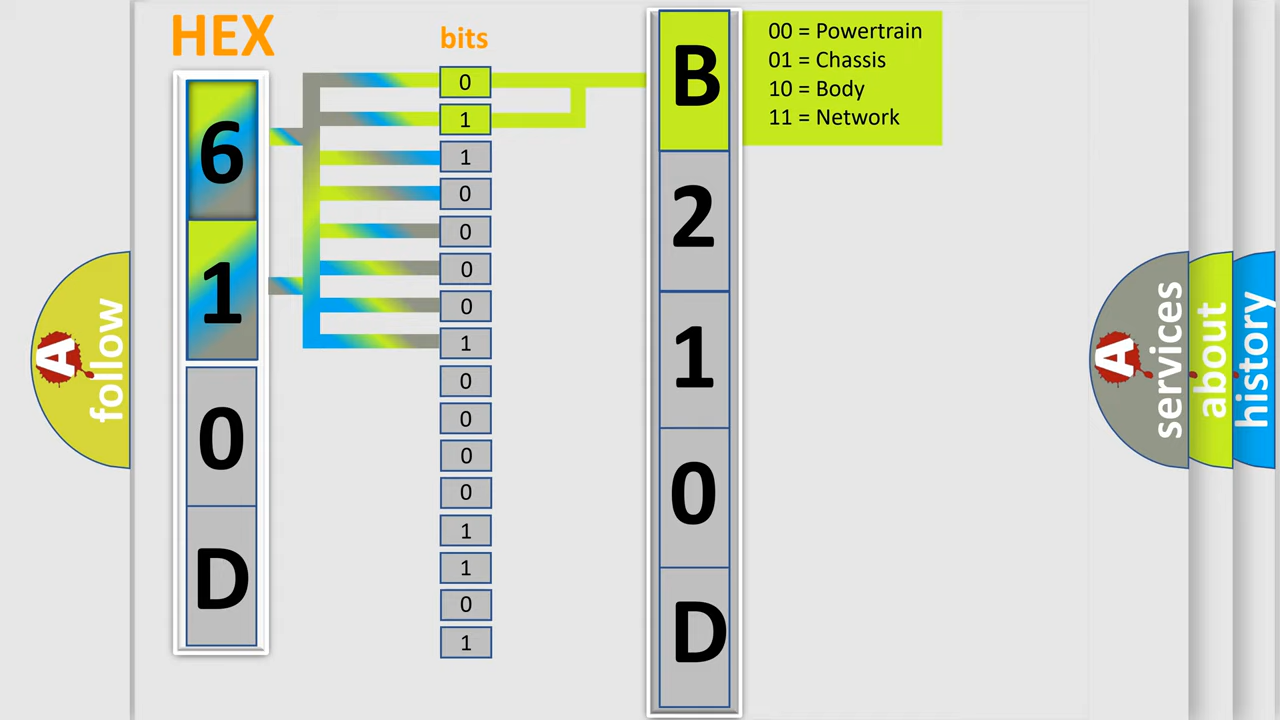 HEX
bits
6
1
0
D
0
1
1
0
0
0
0
1
0
0
0
0
1
1
0
1
B
2
1
0
D
00 = Powertrain
01 = Chassis
10 = Body
11 = Network
A
follow
A
services
about
history